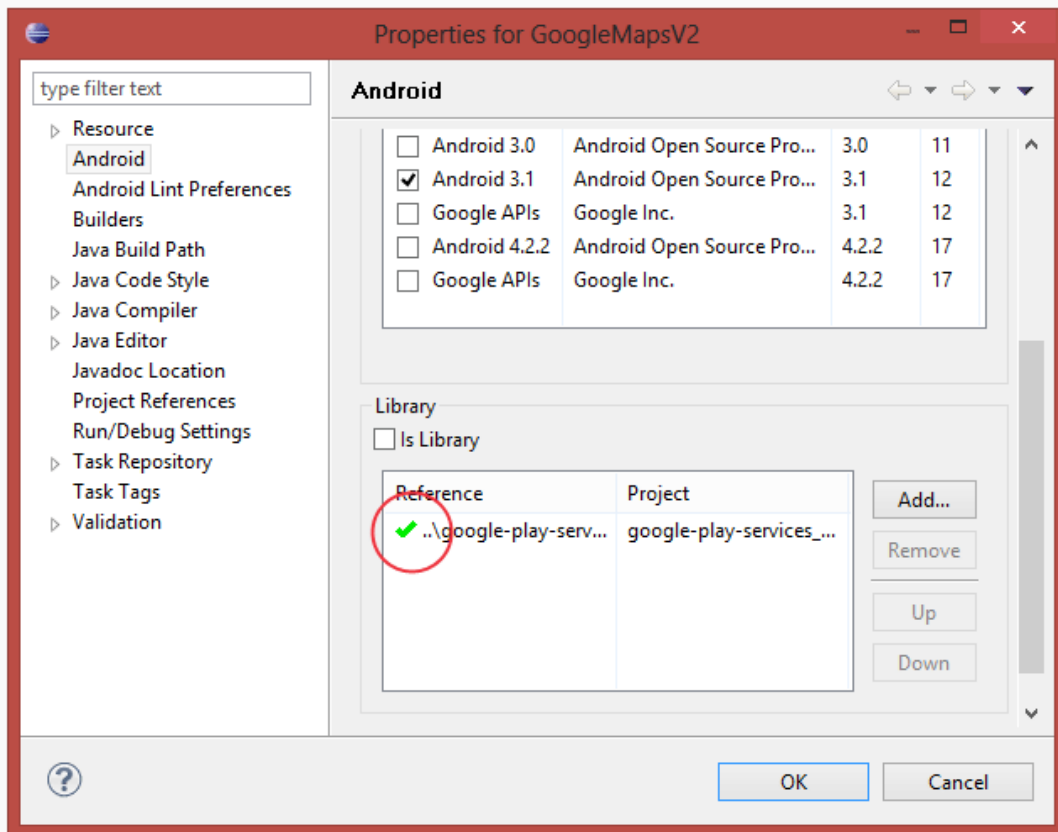 Properties for GoogleMapsV2
type filter text
Resource
Android
Android Lint Preferences
Builders
Java Build Path
Java Code Style
Java Compiler
Java Editor
Javadoc Location
Project References
Run/Debug Settings
Task Repository
Task Tags
Validation
Android
Android 3.0 Android Open Source Pro... 3.0 11
Android 3.1 Android Open Source Pro... 3.1 12
Google APIs Google Inc. 3.1 12
Android 4.2.2 Android Open Source Pro... 4.2.2 17
Google APIs Google Inc. 4.2.2 17
Library
Is Library
Reference Project
..\google-play-serv... google-play-services_...
Add...
Remove
Up
Down
?
OK Cancel